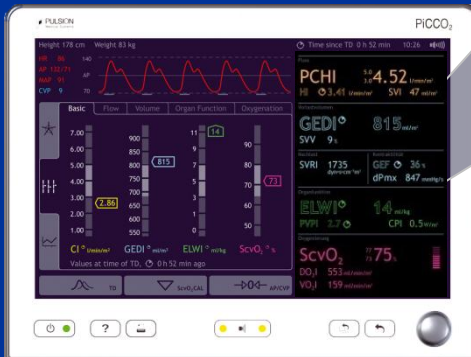 PULSION
PiCCO₂
Height 178 cm Weight 83 kg
Time since TD 0 h 52 min 10:26
HR 86
AP 132|71
MAP 91
CVP 9
140
AP
70
Basic Flow Volume Organ Function Oxygenation
7.00
6.00
5.00
4.00
3.00
2.00
1.00
2.86
900
850
800
750
700
650
600
550
815
11
9
7
5
3
1
14
90
80
70
60
50
73
CI l/min/m² GEDI ml/m² ELWI ml/kg ScvO₂ %
Values at time of TD, 0 h 52 min ago
TD ScvO₂CAL AP/CVP
PCHI 5.0 3.0 4.52 l/min/m²
HI 3.41 l/min/m² SVI 47 ml/m²
GEDI 815 ml/m²
SVV 9 %
SVRI 1735 GEF 36 %
dPmx 847 mmHg/s
ELWI 14 ml/kg
PVPI 2.7 CPI 0.5 W/m²
ScvO₂ 75 %
DO₂I 553 ml/min/m²
VO₂I 159 ml/min/m²
?